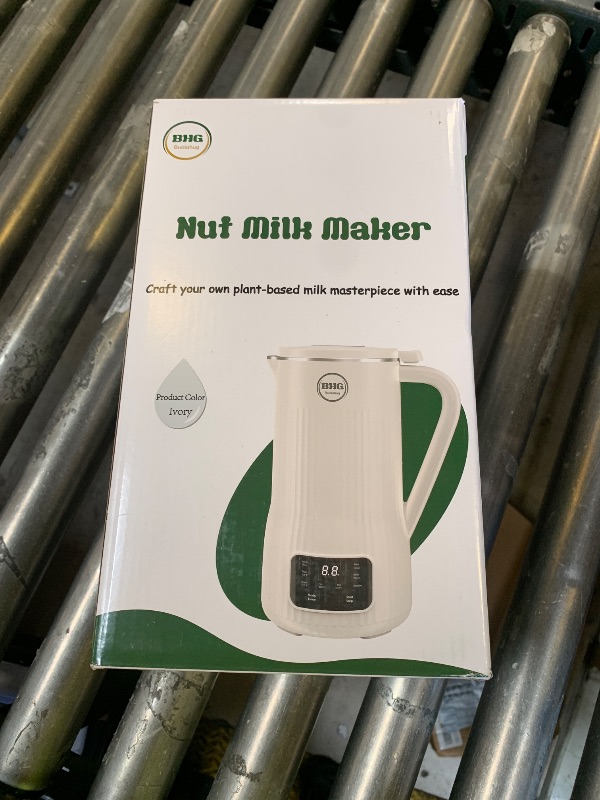 BHG
Nut Milk Maker
Craft your own plant-based milk masterpiece with ease
Product Color
Ivory
BHG
8.8.